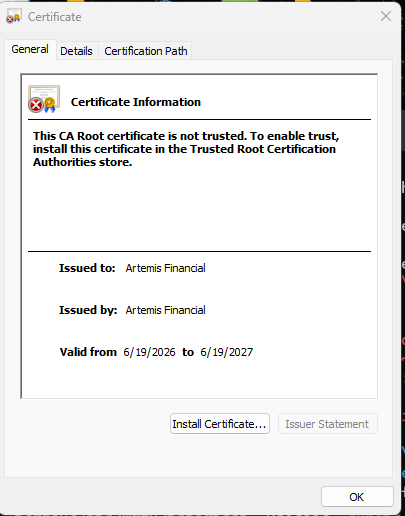 Certificate
General
Details
Certification Path
Certificate Information
This CA Root certificate is not trusted. To enable trust,
install this certificate in the Trusted Root Certification
Authorities store.
Issued to: Artemis Financial
Issued by: Artemis Financial
Valid from 6/19/2026 to 6/19/2027
Install Certificate...
Issuer Statement
OK